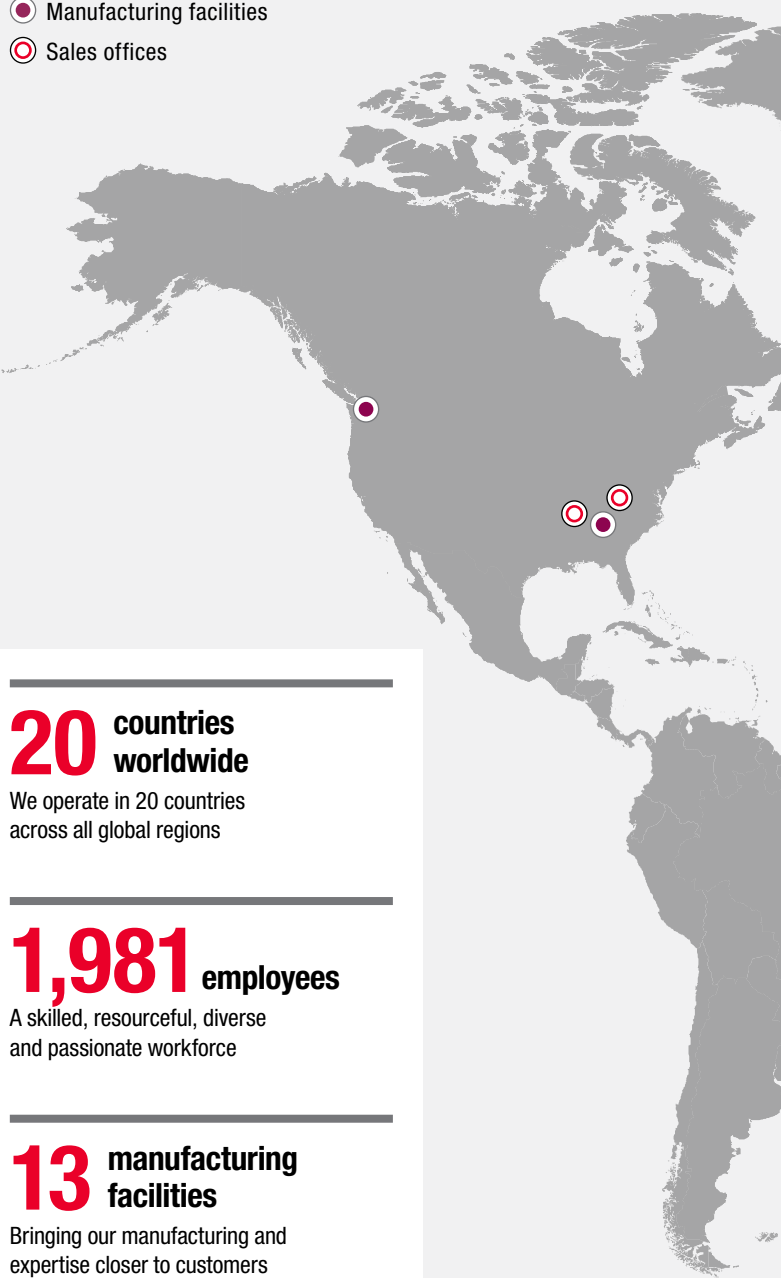 Manufacturing facilities
Sales offices
20 countries
worldwide
We operate in 20 countries
across all global regions
1,981 employees
A skilled, resourceful, diverse
and passionate workforce
13 manufacturing
facilities
Bringing our manufacturing and
expertise closer to customers